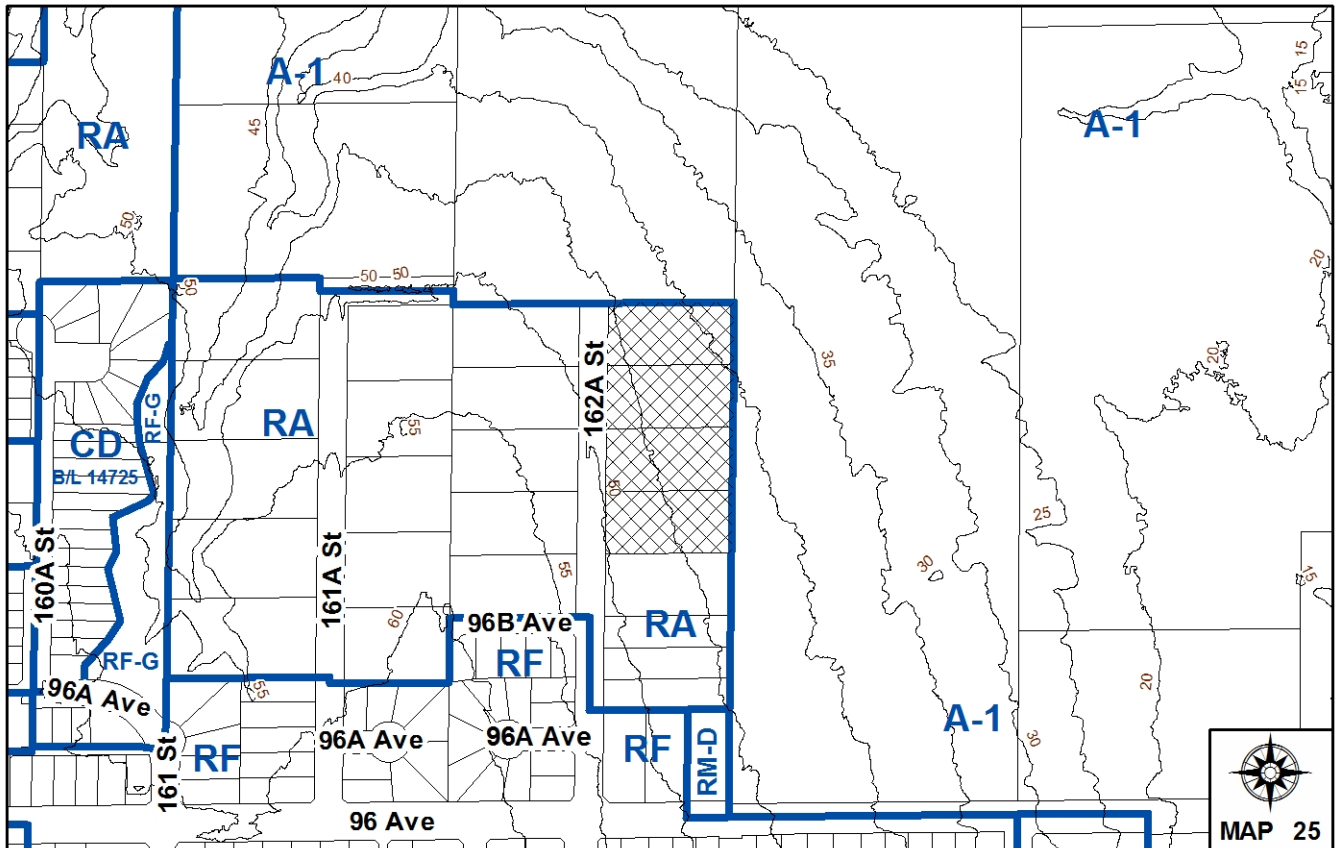 A-1
40
15
15
RA
45
A-1
50
20
50
50
50
162A St
35
20
RF-G
RA
55
CD
B/L 14725
50
25
160A St
161A St
55
30
15
60
96B Ave
RA
RF-G
RF
96A Ave
55
20
A-1
161 St
RF
96A Ave
96A Ave
RF
RM-D
30
96 Ave
MAP 25